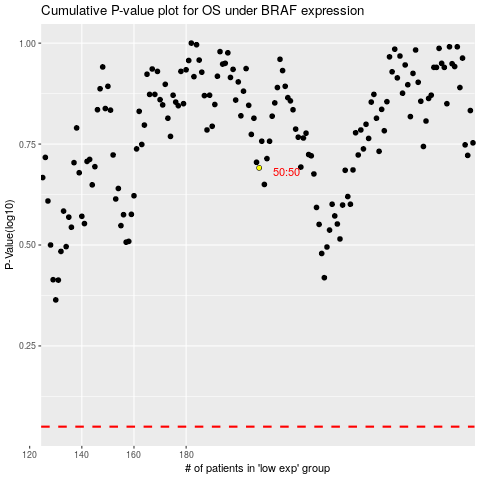 Cumulative P-value plot for OS under BRAF expression
P-Value(log10)
1.00
0.75
0.50
0.25
50:50
120 140 160 180
# of patients in 'low exp' group